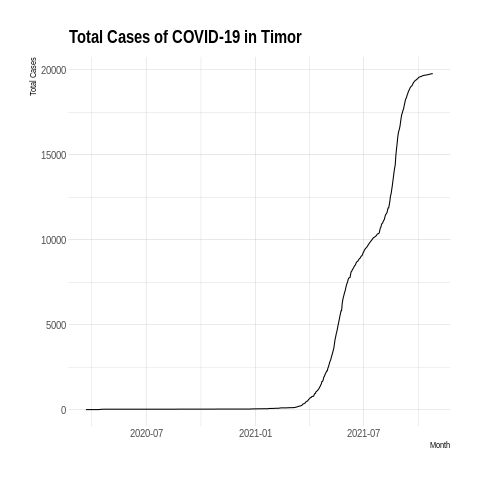 Total Cases of COVID-19 in Timor
Total Cases
20000
15000
10000
5000
0
2020-07 2021-01 2021-07
Month